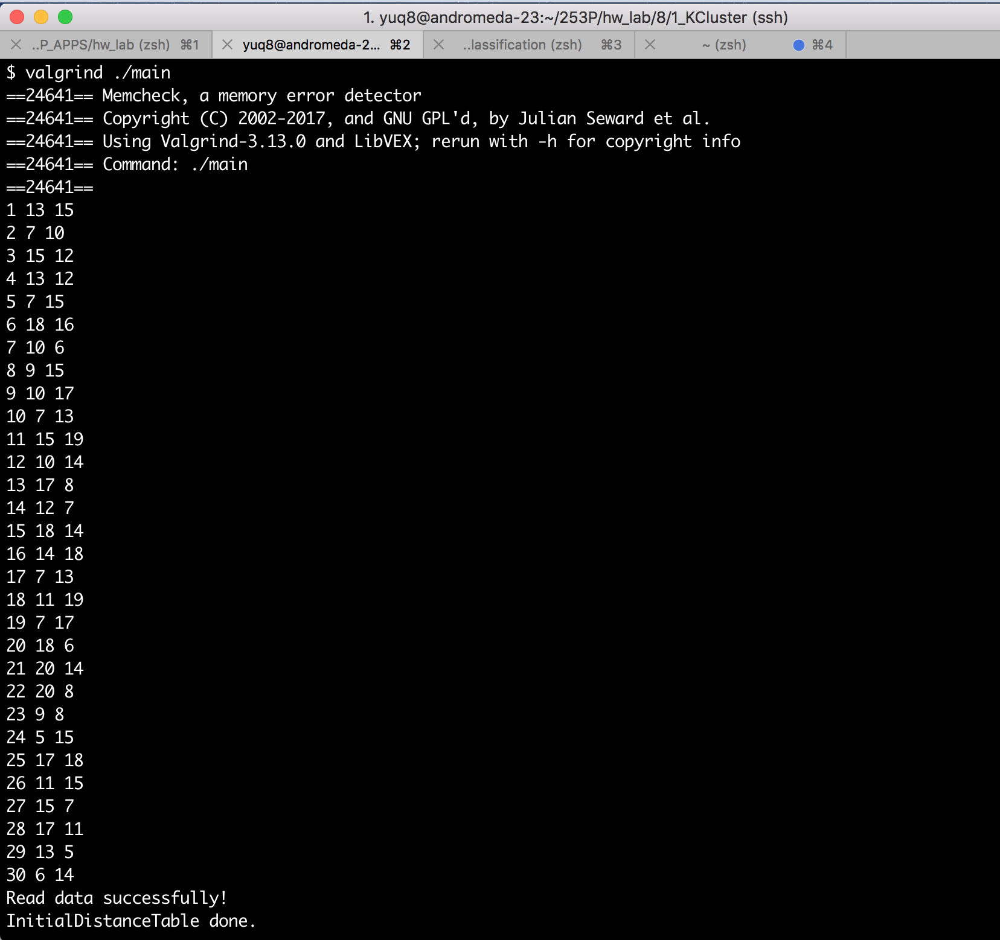 1. yuq8@andromeda-23:~/253P/hw_lab/8/1_KCluster (ssh)
..P_APPS/hw_lab (zsh) ⌘1 yuq8@andromeda-2... ⌘2 ..lassification (zsh) ⌘3 ~ (zsh) ⌘4
$ valgrind ./main
==24641== Memcheck, a memory error detector
==24641== Copyright (C) 2002-2017, and GNU GPL'd, by Julian Seward et al.
==24641== Using Valgrind-3.13.0 and LibVEX; rerun with -h for copyright info
==24641== Command: ./main
==24641==
1 13 15
2 7 10
3 15 12
4 13 12
5 7 15
6 18 16
7 10 6
8 9 15
9 10 17
10 7 13
11 15 19
12 10 14
13 17 8
14 12 7
15 18 14
16 14 18
17 7 13
18 11 19
19 7 17
20 18 6
21 20 14
22 20 8
23 9 8
24 5 15
25 17 18
26 11 15
27 15 7
28 17 11
29 13 5
30 6 14
Read data successfully!
InitialDistanceTable done.